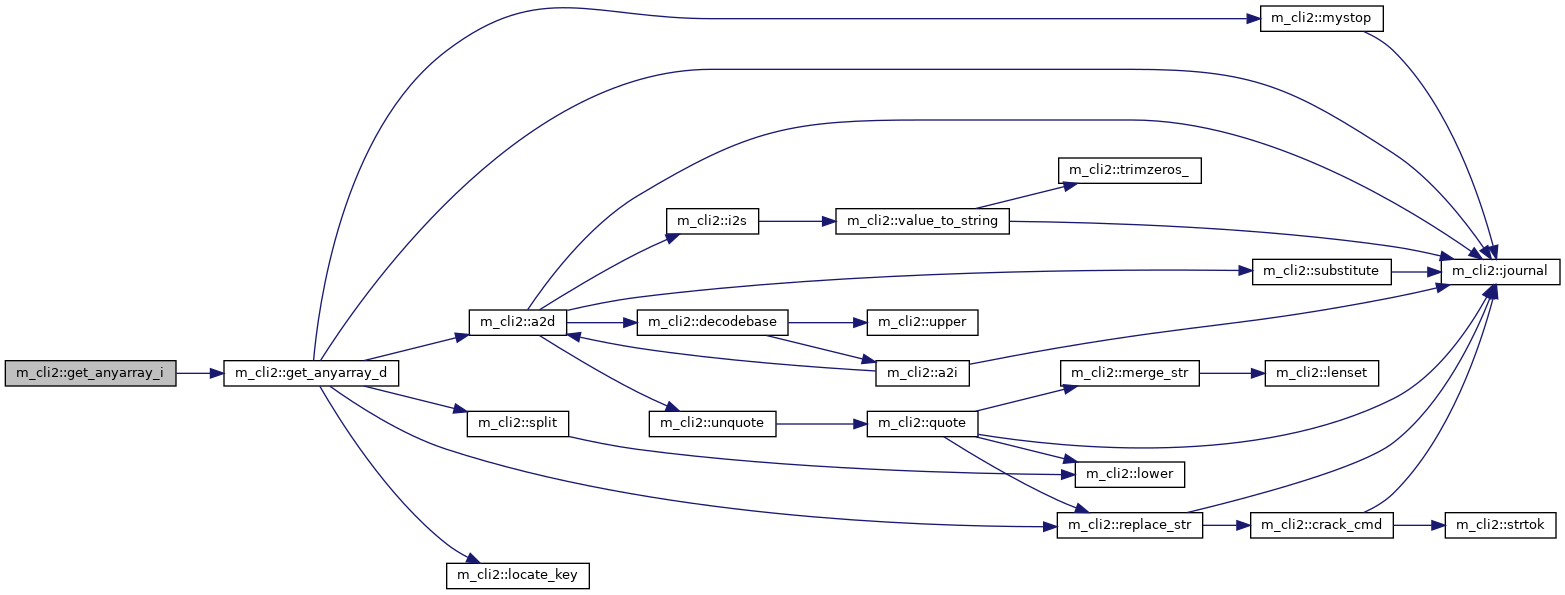 m_cli2::mystop
m_cli2::trimzeros_
m_cli2::i2s
m_cli2::value_to_string
m_cli2::substitute
m_cli2::journal
m_cli2::a2d
m_cli2::decodebase
m_cli2::upper
m_cli2::get_anyarray_i
m_cli2::get_anyarray_d
m_cli2::a2i
m_cli2::merge_str
m_cli2::lenset
m_cli2::split
m_cli2::unquote
m_cli2::quote
m_cli2::lower
m_cli2::replace_str
m_cli2::crack_cmd
m_cli2::strtok
m_cli2::locate_key